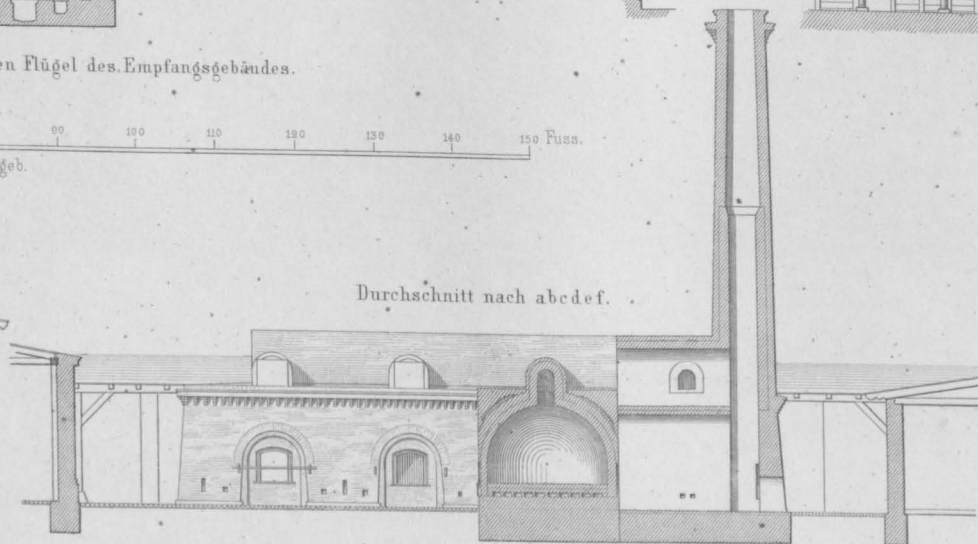 en Flügel des Empfangsgebäudes.
90 100 110 120 130 140 150 Fuss.
geb.
Durchschnitt nach abcdef.